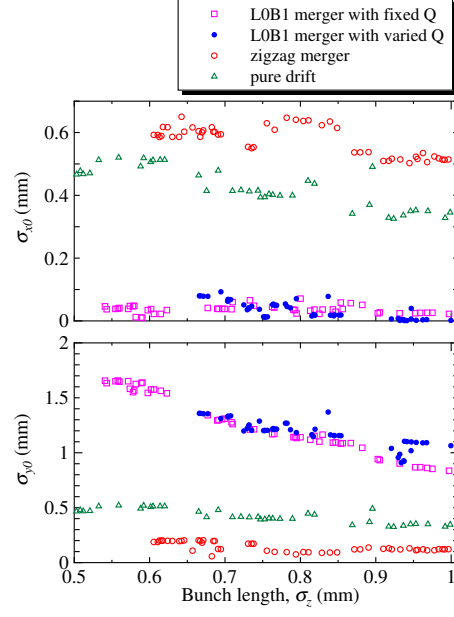 L0B1 merger with fixed Q
L0B1 merger with varied Q
zigzag merger
pure drift
0.6
0.4
0.2
0
σx0 (mm)
2
1.5
1
0.5
0
σy0 (mm)
0.5 0.6 0.7 0.8 0.9 1
Bunch length, σz (mm)